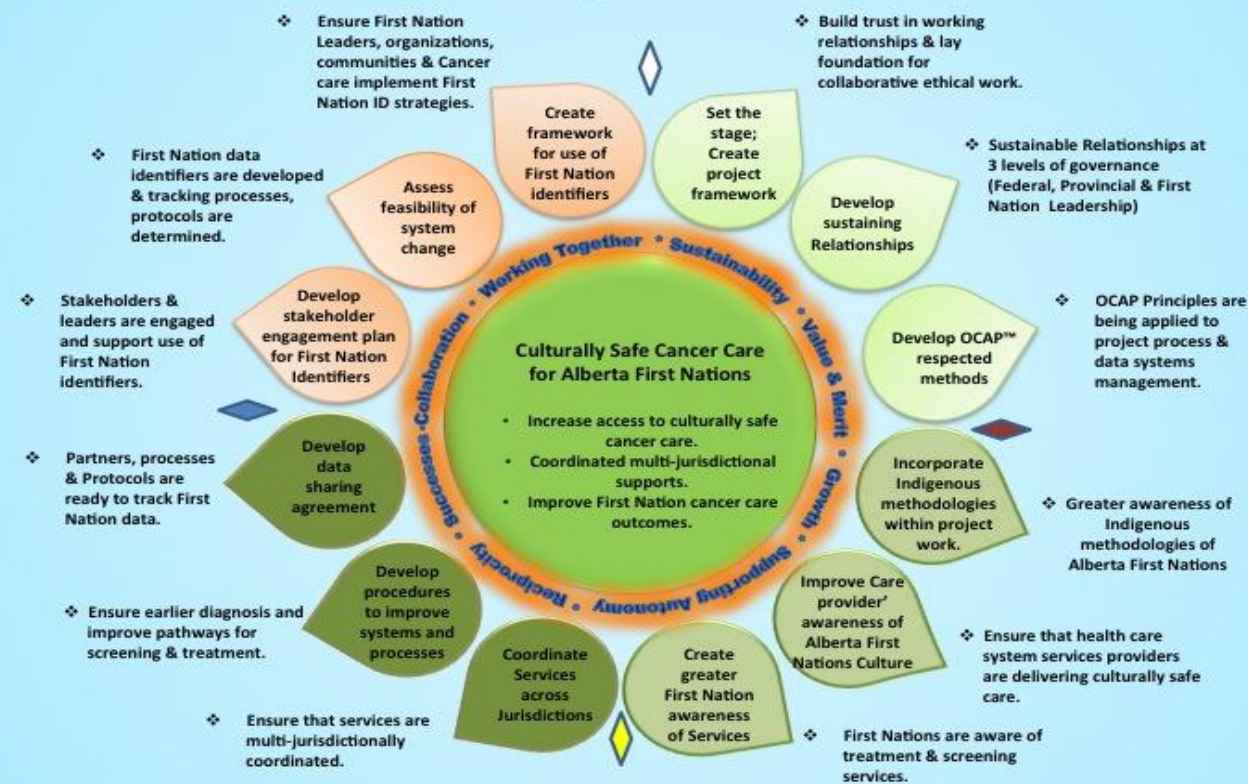 ❖ Ensure First Nation
Leaders, organizations,
communities & Cancer
care implement First
Nation ID strategies.
❖ Build trust in working
relationships & lay
foundation for
collaborative ethical work.
Create
framework
for use of
First Nation
identifiers
Set the
stage;
Create
project
framework
❖ First Nation data
identifiers are developed
& tracking processes,
protocols are
determined.
Assess
feasibility of
system
change
Develop
sustaining
Relationships
❖ Sustainable Relationships at
3 levels of governance
(Federal, Provincial & First
Nation Leadership)
❖ Stakeholders &
leaders are engaged
and support use of
First Nation
identifiers.
Develop
stakeholder
engagement plan
for First Nation
Identifiers
Develop OCAP™
respected
methods
❖ OCAP Principles are
being applied to
project process &
data systems
management.
Working Together * Sustainability * Value & Merit * Growth * Supporting Autonomy * Reciprocity * Successes *Collaboration *
Culturally Safe Cancer Care
for Alberta First Nations
• Increase access to culturally safe
cancer care.
• Coordinated multi-jurisdictional
supports.
• Improve First Nation cancer care
outcomes.
❖ Partners, processes
& Protocols are
ready to track First
Nation data.
Develop
data
sharing
agreement
Incorporate
Indigenous
methodologies
within project
work.
❖ Greater awareness of
Indigenous
methodologies of
Alberta First Nations
❖ Ensure earlier diagnosis and
improve pathways for
screening & treatment.
Develop
procedures
to improve
systems and
processes
Improve Care
provider'
awareness of
Alberta First
Nations Culture
❖ Ensure that health care
system services providers
are delivering culturally safe
care.
❖ Ensure that services are
multi-jurisdictionally
coordinated.
Coordinate
Services
across
Jurisdictions
Create
greater
First Nation
awareness
of Services
❖ First Nations are aware of
treatment & screening
services.